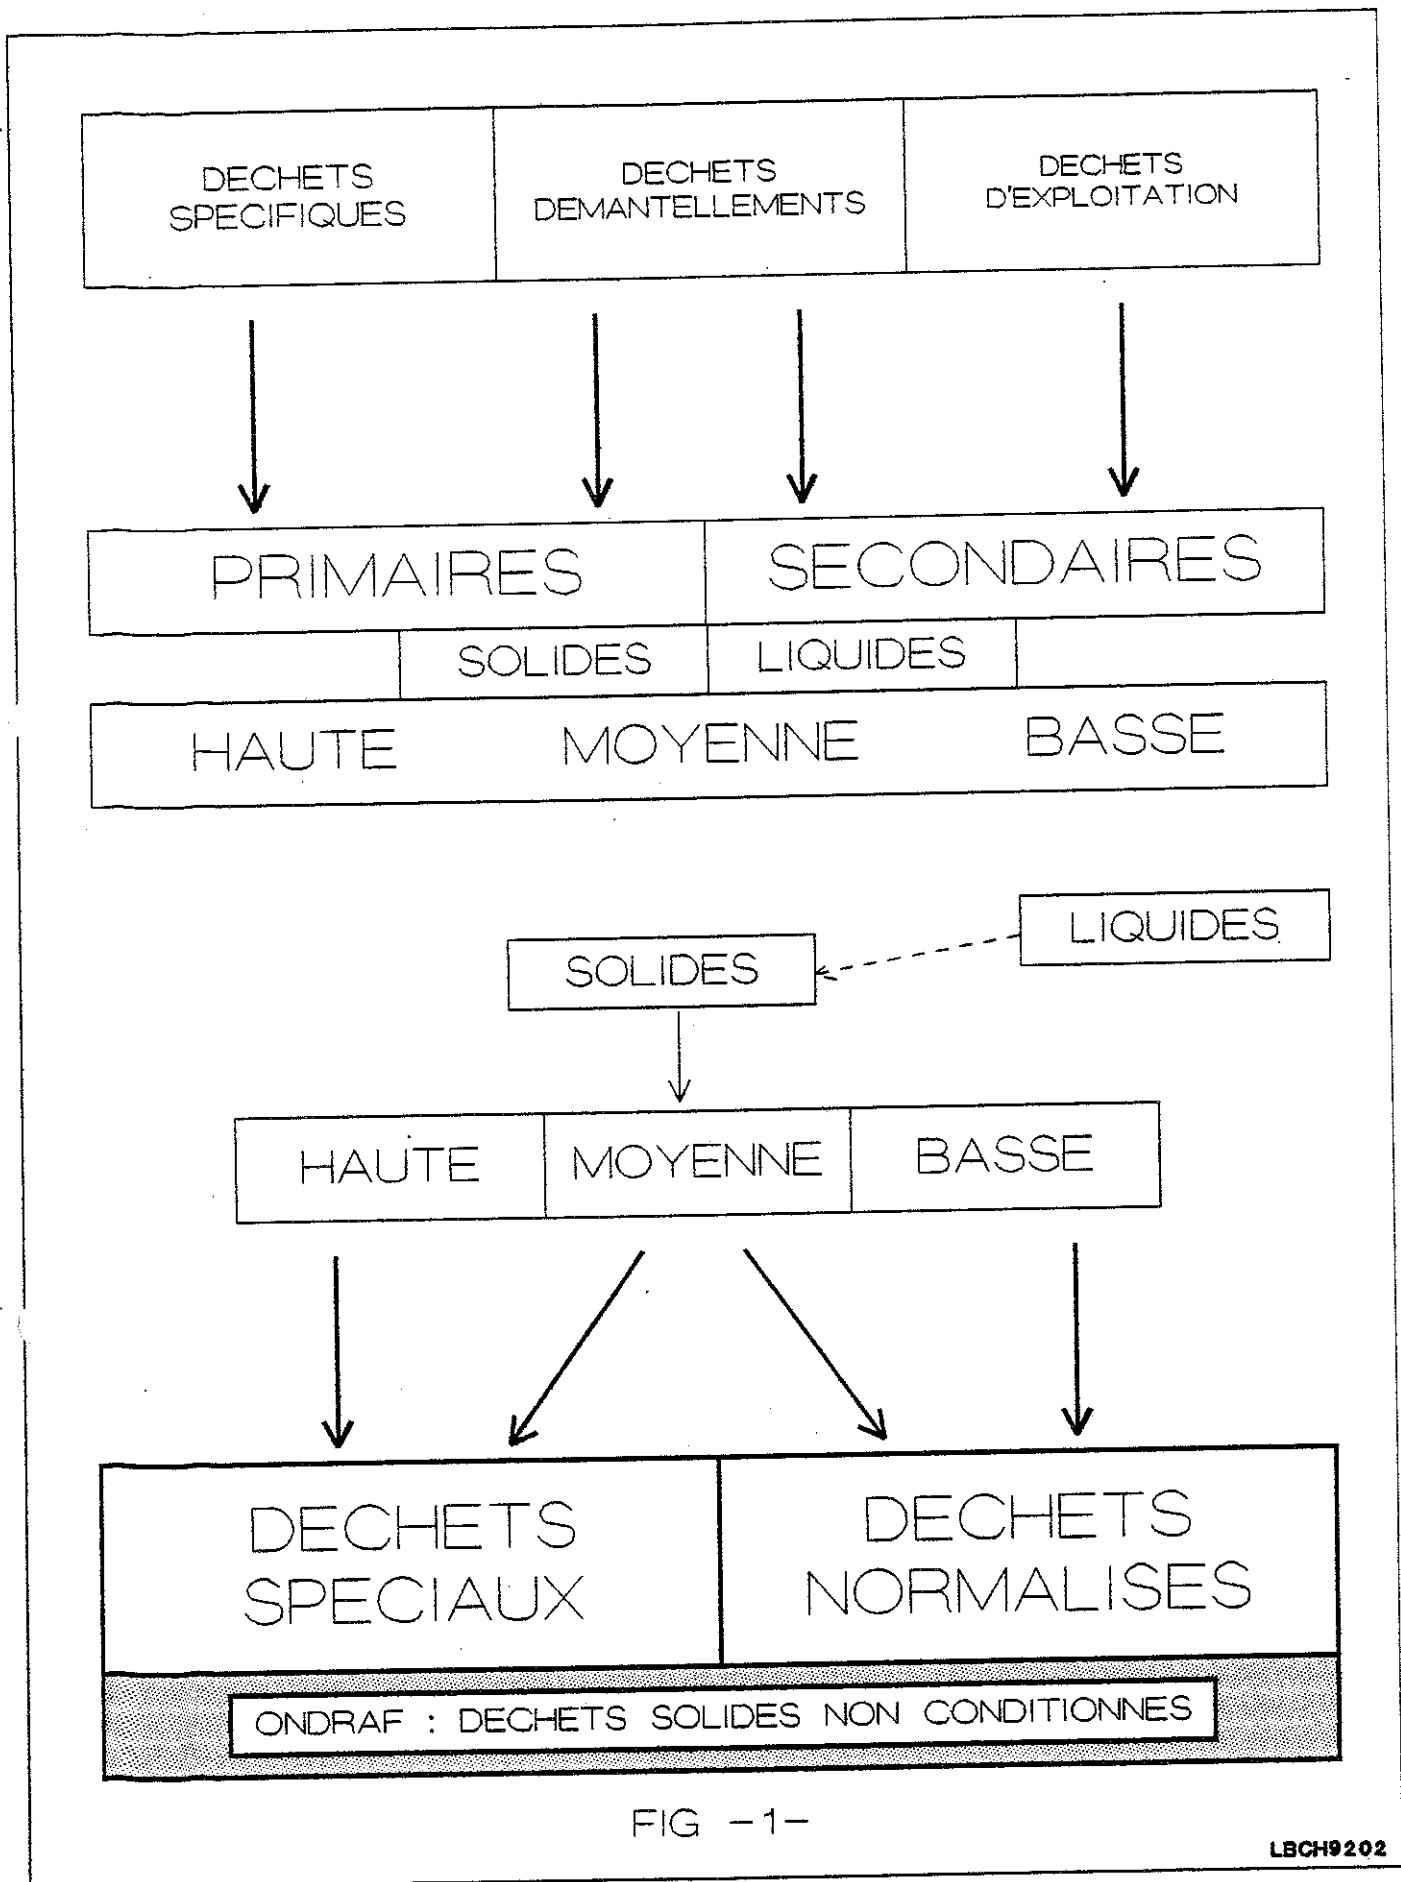 DECHETS
SPECIFIQUES
DECHETS
DEMANTELLEMENTS
DECHETS
D'EXPLOITATION
PRIMAIRES
SECONDAIRES
SOLIDES
LIQUIDES
HAUTE
MOYENNE
BASSE
LIQUIDES
SOLIDES
HAUTE
MOYENNE
BASSE
DECHETS
SPECIAUX
DECHETS
NORMALISES
ONDRAF : DECHETS SOLIDES NON CONDITIONNES
FIG -1-
LBCH9202